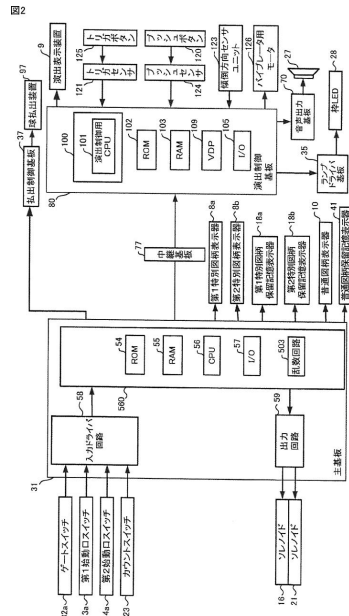 図2
ゲートスイッチ
32a
第1始動口スイッチ
13a
第2始動口スイッチ
14a
カウントスイッチ
23
ソレノイド
16
ソレノイド
21
31
入力ドライバ回路
58
出力回路
59
主基板
560
ROM
54
RAM
55
CPU
56
I/O
57
乱数回路
503
払出制御基板
37
球払出装置
97
演出表示装置
9
中継基板
77
第1特別図柄表示器
8a
第2特別図柄表示器
8b
第1特別図柄保留記憶表示器
18a
第2特別図柄保留記憶表示器
18b
普通図柄表示器
10
普通図柄保留記憶表示器
41
80
100
101
演出制御用CPU
ROM
102
RAM
103
VDP
109
I/O
105
演出制御基板
トリガセンサ
121
トリガボタン
125
プッシュセンサ
124
プッシュボタン
120
傾倒方向センサユニット
123
バイブレータ用モータ
126
音声出力基板
70
27
ランプドライバ基板
35
枠LED
28